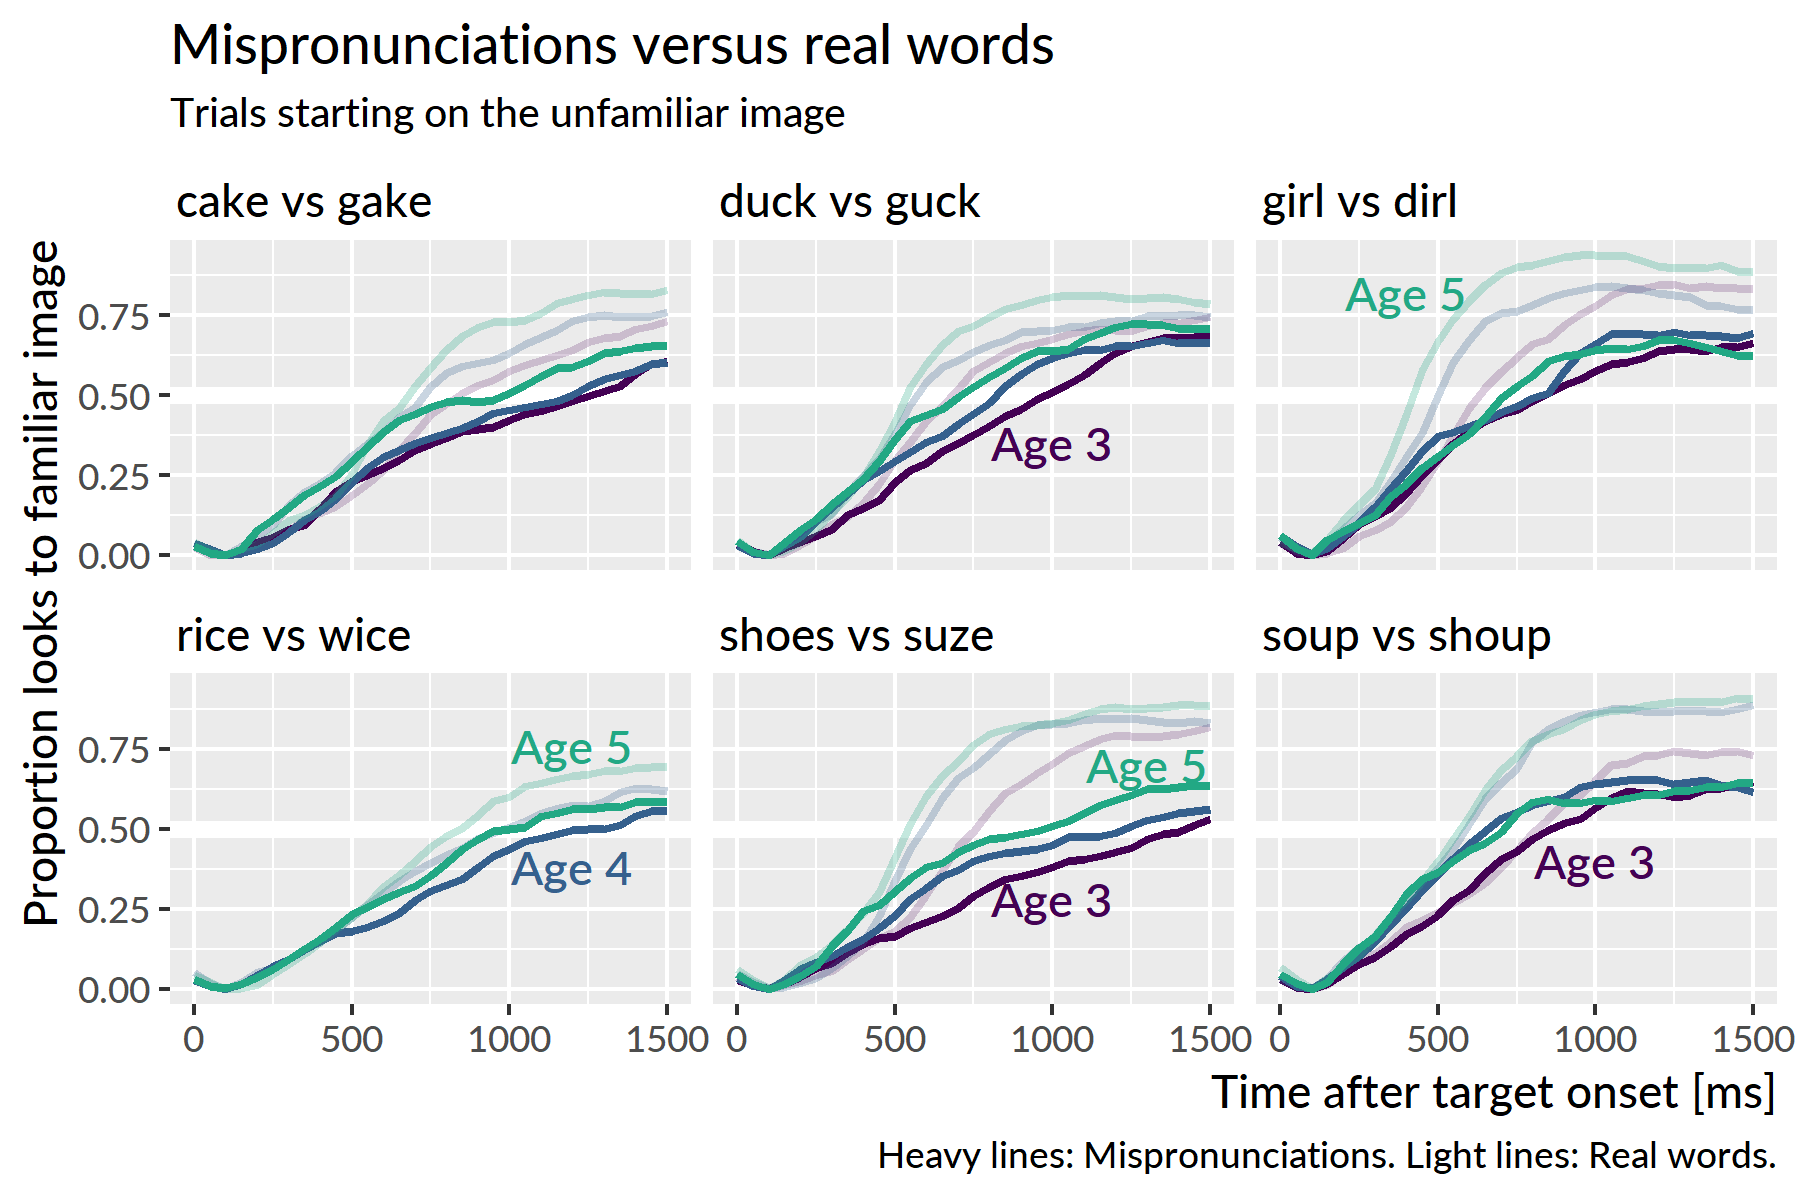 Mispronunciations versus real words
Trials starting on the unfamiliar image
Proportion looks to familiar image
cake vs gake
duck vs guck
girl vs dirl
0.75
0.50
0.25
0.00
Age 3
Age 5
rice vs wice
shoes vs suze
soup vs shoup
0.75
0.50
0.25
0.00
Age 5
Age 4
Age 5
Age 3
Age 3
0 500 1000 1500
0 500 1000 1500
0 500 1000 1500
Time after target onset [ms]
Heavy lines: Mispronunciations. Light lines: Real words.